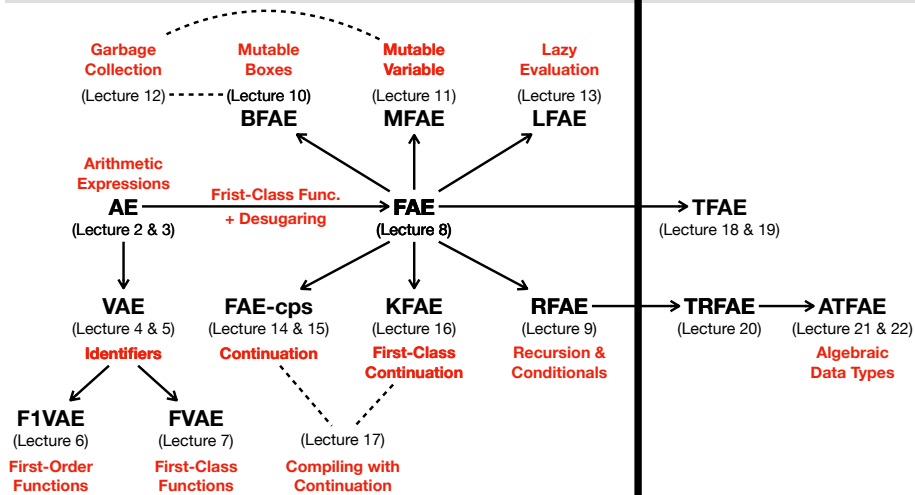 Garbage
Collection
(Lecture 12)
Mutable
Boxes
(Lecture 10)
BFAE
Mutable
Variable
(Lecture 11)
MFAE
Lazy
Evaluation
(Lecture 13)
LFAE
Arithmetic
Expressions
AE
(Lecture 2 & 3)
Frist-Class Func.
+ Desugaring
FAE
(Lecture 8)
TFAE
(Lecture 18 & 19)
VAE
(Lecture 4 & 5)
Identifiers
FAE-cps
(Lecture 14 & 15)
Continuation
KFAE
(Lecture 16)
First-Class
Continuation
RFAE
(Lecture 9)
Recursion &
Conditionals
TRFAE
(Lecture 20)
ATFAE
(Lecture 21 & 22)
Algebraic
Data Types
F1VAE
(Lecture 6)
First-Order
Functions
FVAE
(Lecture 7)
First-Class
Functions
(Lecture 17)
Compiling with
Continuation